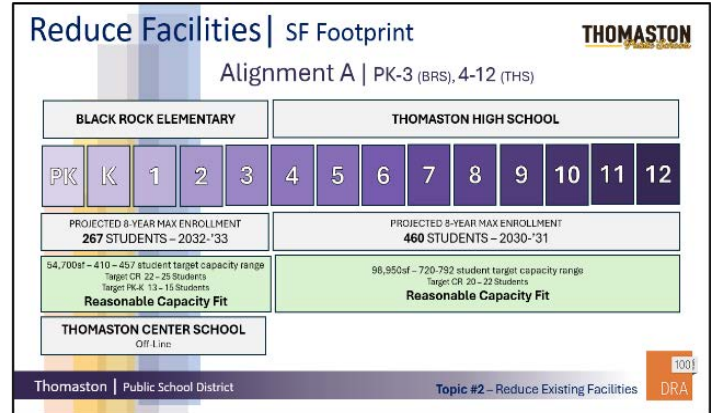 Reduce Facilities| SF Footprint
THOMASTON
Public Schools
Alignment A | PK-3 (BRS), 4-12 (THS)
BLACK ROCK ELEMENTARY
THOMASTON HIGH SCHOOL
PK K 1 2 3 4 5 6 7 8 9 10 11 12
PROJECTED 8-YEAR MAX ENROLLMENT
267 STUDENTS – 2032-'33
PROJECTED 8-YEAR MAX ENROLLMENT
460 STUDENTS – 2030-'31
54,700sf – 410 – 457 student target capacity range
Target CR 22 – 25 Students
Target PK-K 13 – 15 Students
Reasonable Capacity Fit
98,950sf – 720-792 student target capacity range
Target CR 20 – 22 Students
Reasonable Capacity Fit
THOMASTON CENTER SCHOOL
Off-Line
Thomaston | Public School District
Topic #2 – Reduce Existing Facilities
100
DRA